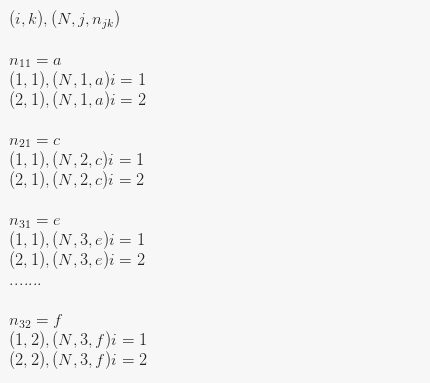 (i, k), (N, j, n_{jk})
n_{11} = a
(1, 1), (N, 1, a)i = 1
(2, 1), (N, 1, a)i = 2
n_{21} = c
(1, 1), (N, 2, c)i = 1
(2, 1), (N, 2, c)i = 2
n_{31} = e
(1, 1), (N, 3, e)i = 1
(2, 1), (N, 3, e)i = 2
.......
n_{32} = f
(1, 2), (N, 3, f)i = 1
(2, 2), (N, 3, f)i = 2